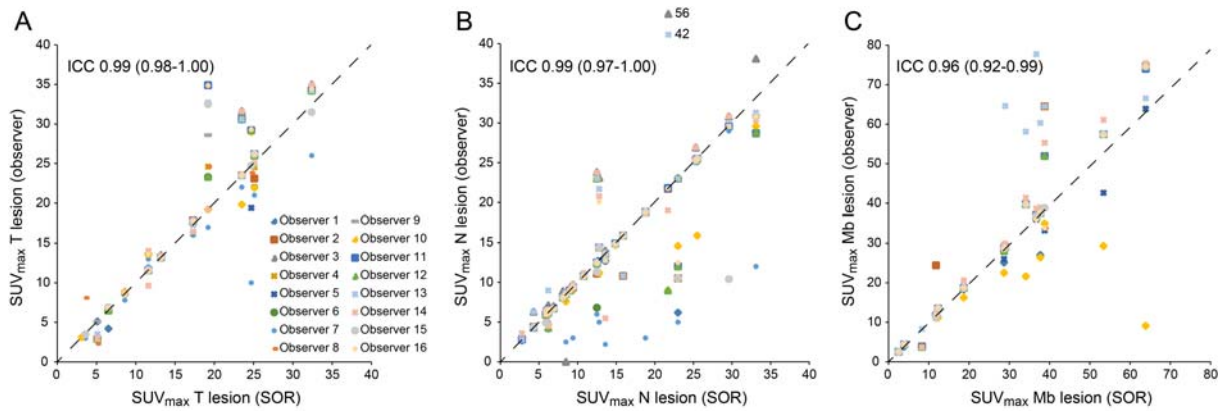 A
ICC 0.99 (0.98-1.00)
SUVmax T lesion (observer)
40
35
30
25
20
15
10
5
0
0 5 10 15 20 25 30 35 40
SUVmax T lesion (SOR)
Observer 1 Observer 9
Observer 2 Observer 10
Observer 3 Observer 11
Observer 4 Observer 12
Observer 5 Observer 13
Observer 6 Observer 14
Observer 7 Observer 15
Observer 8 Observer 16
B
56
42
ICC 0.99 (0.97-1.00)
SUVmax N lesion (observer)
40
35
30
25
20
15
10
5
0
0 5 10 15 20 25 30 35 40
SUVmax N lesion (SOR)
C
ICC 0.96 (0.92-0.99)
SUVmax Mb lesion (observer)
80
70
60
50
40
30
20
10
0
0 10 20 30 40 50 60 70 80
SUVmax Mb lesion (SOR)